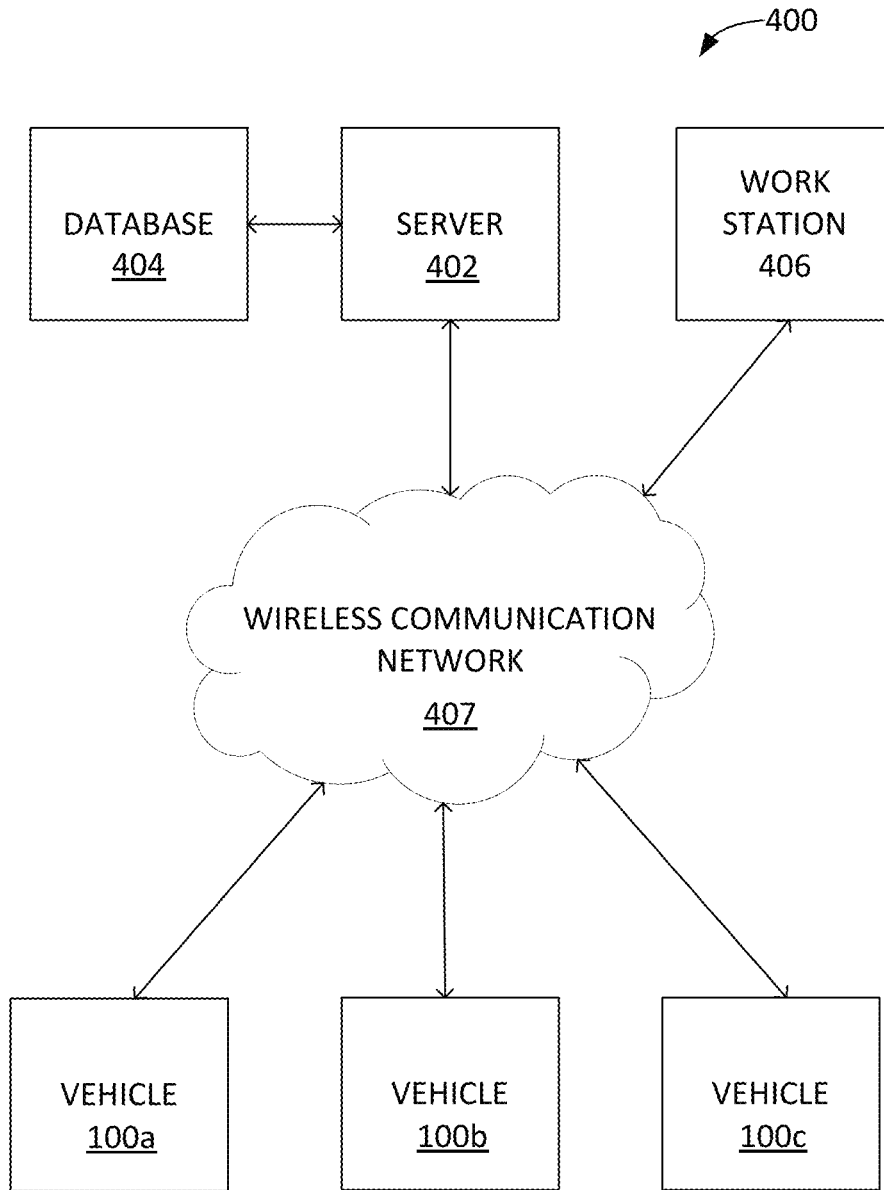 400
DATABASE
404
SERVER
402
WORK
STATION
406
WIRELESS COMMUNICATION
NETWORK
407
VEHICLE
100a
VEHICLE
100b
VEHICLE
100c